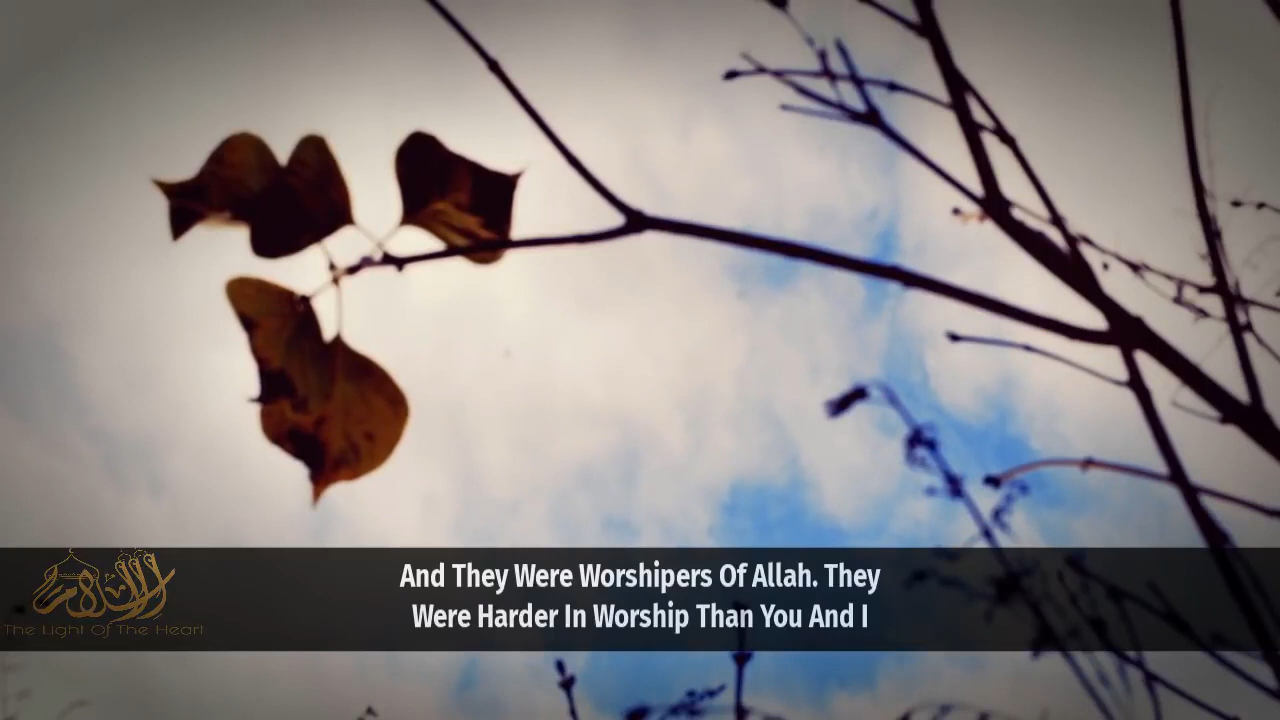 And They Were Worshipers Of Allah. They
Were Harder In Worship Than You And I
الإسلام
The Light Of The Heart